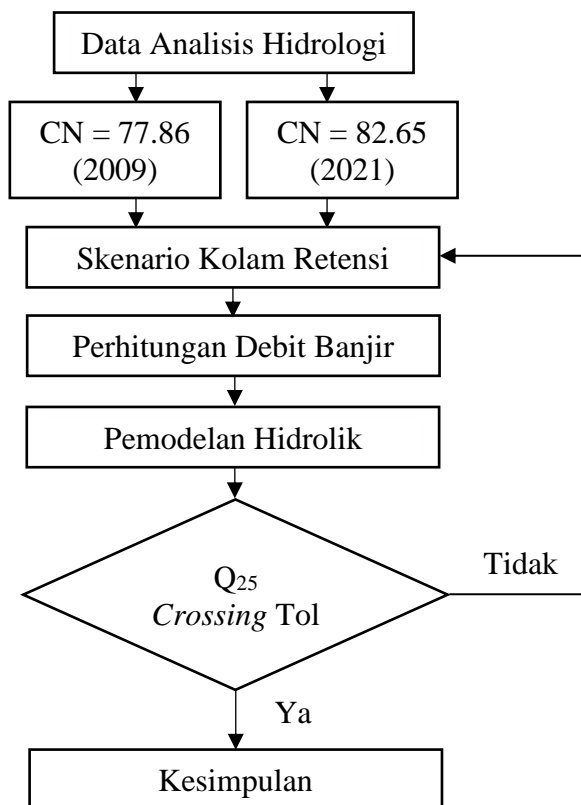 Data Analisis Hidrologi
CN = 77.86
(2009)
CN = 82.65
(2021)
Skenario Kolam Retensi
Perhitungan Debit Banjir
Pemodelan Hidrolik
Q₂₅
Crossing Tol
Tidak
Ya
Kesimpulan